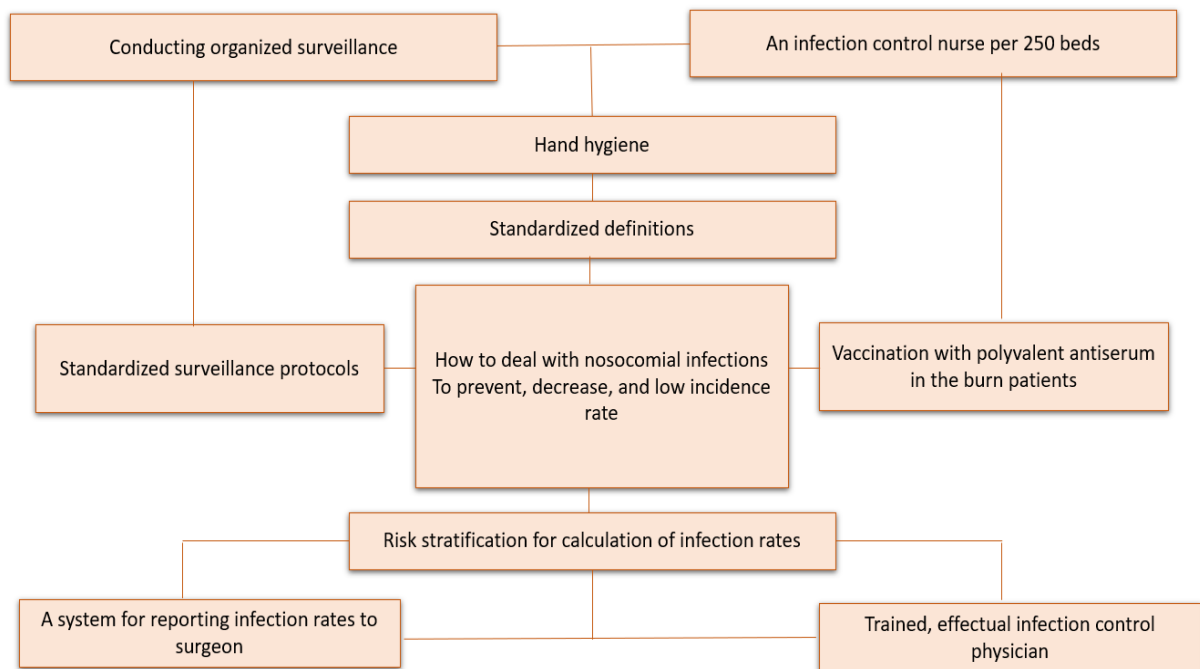 Conducting organized surveillance
An infection control nurse per 250 beds
Hand hygiene
Standardized definitions
Standardized surveillance protocols
How to deal with nosocomial infections
To prevent, decrease, and low incidence
rate
Vaccination with polyvalent antiserum
in the burn patients
Risk stratification for calculation of infection rates
A system for reporting infection rates to
surgeon
Trained, effectual infection control
physician